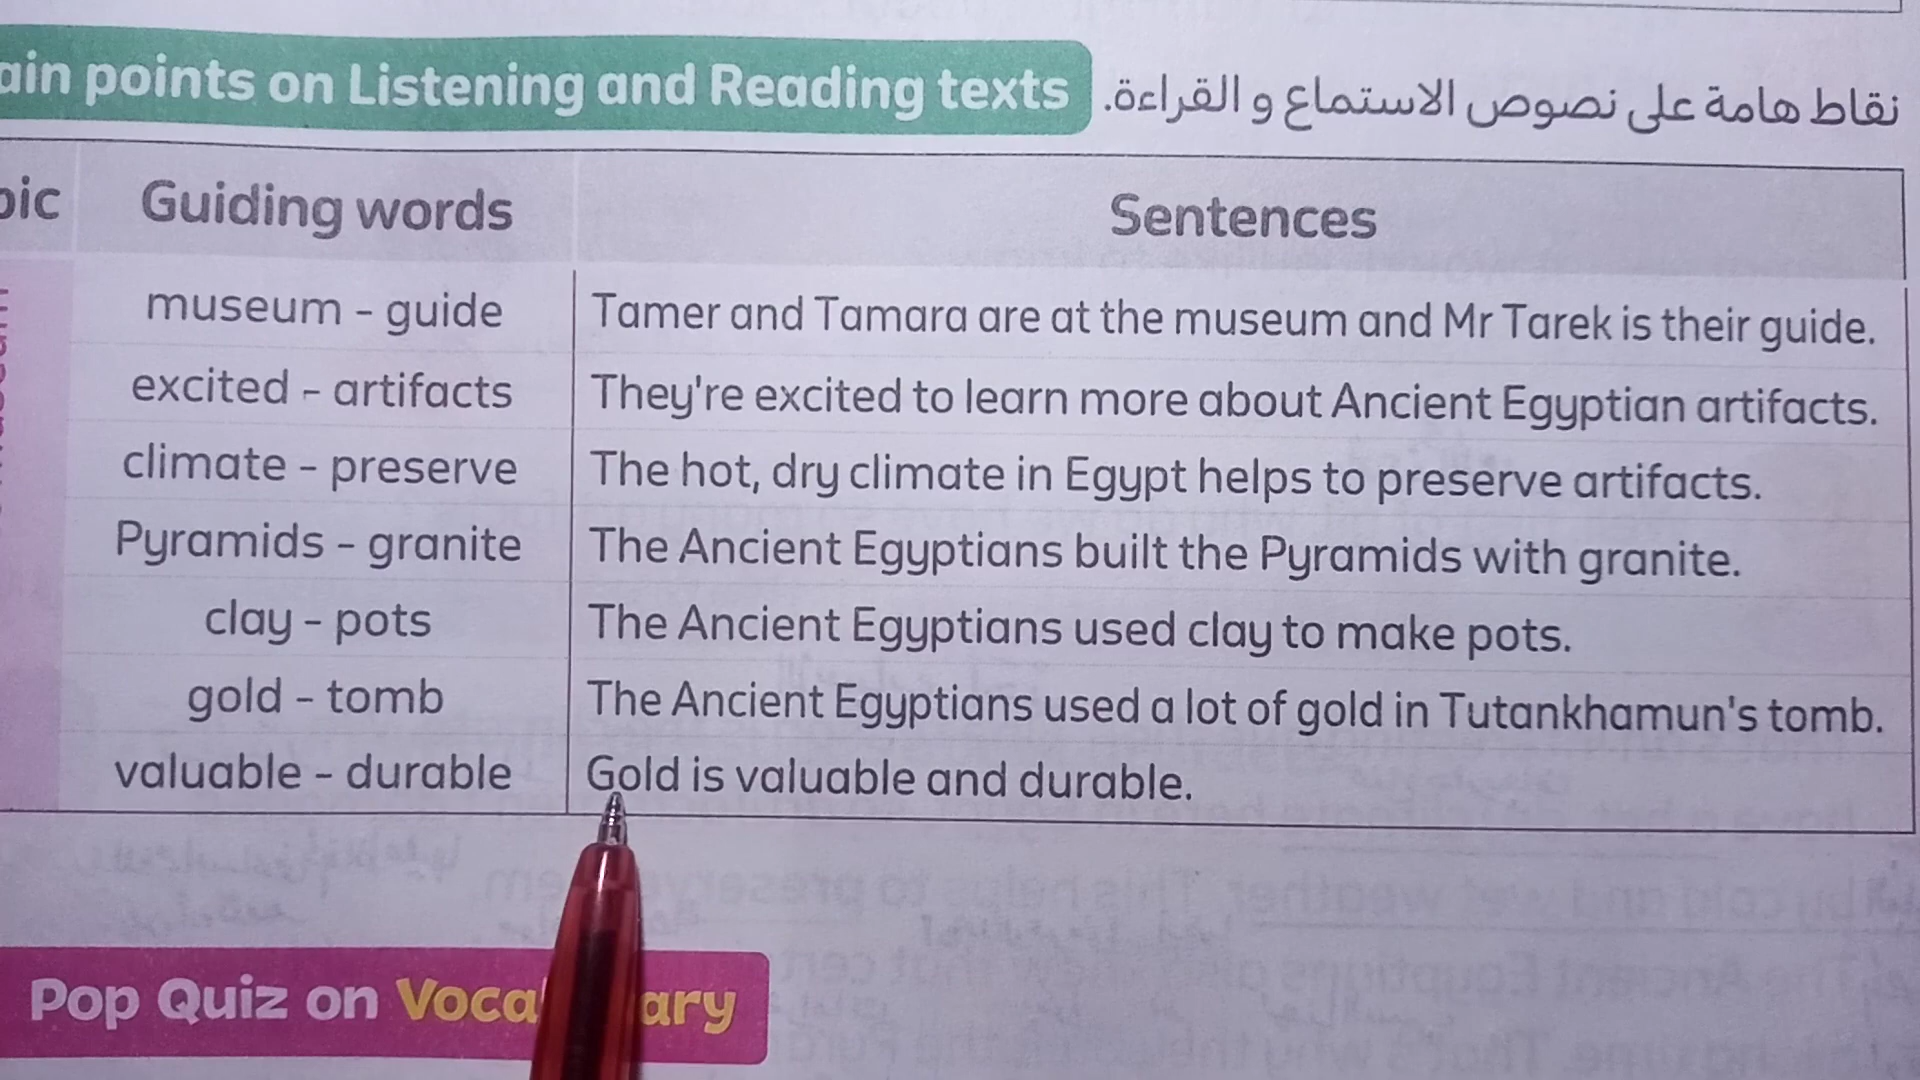 points on Listening and Reading texts
نقاط هامة على نصوص الاستماع و القراءة.
Guiding words Sentences
museum - guide Tamer and Tamara are at the museum and Mr Tarek is their guide.
excited - artifacts They're excited to learn more about Ancient Egyptian artifacts.
climate - preserve The hot, dry climate in Egypt helps to preserve artifacts.
Pyramids - granite The Ancient Egyptians built the Pyramids with granite.
clay - pots The Ancient Egyptians used clay to make pots.
gold - tomb The Ancient Egyptians used a lot of gold in Tutankhamun's tomb.
valuable - durable Gold is valuable and durable.
Pop Quiz on